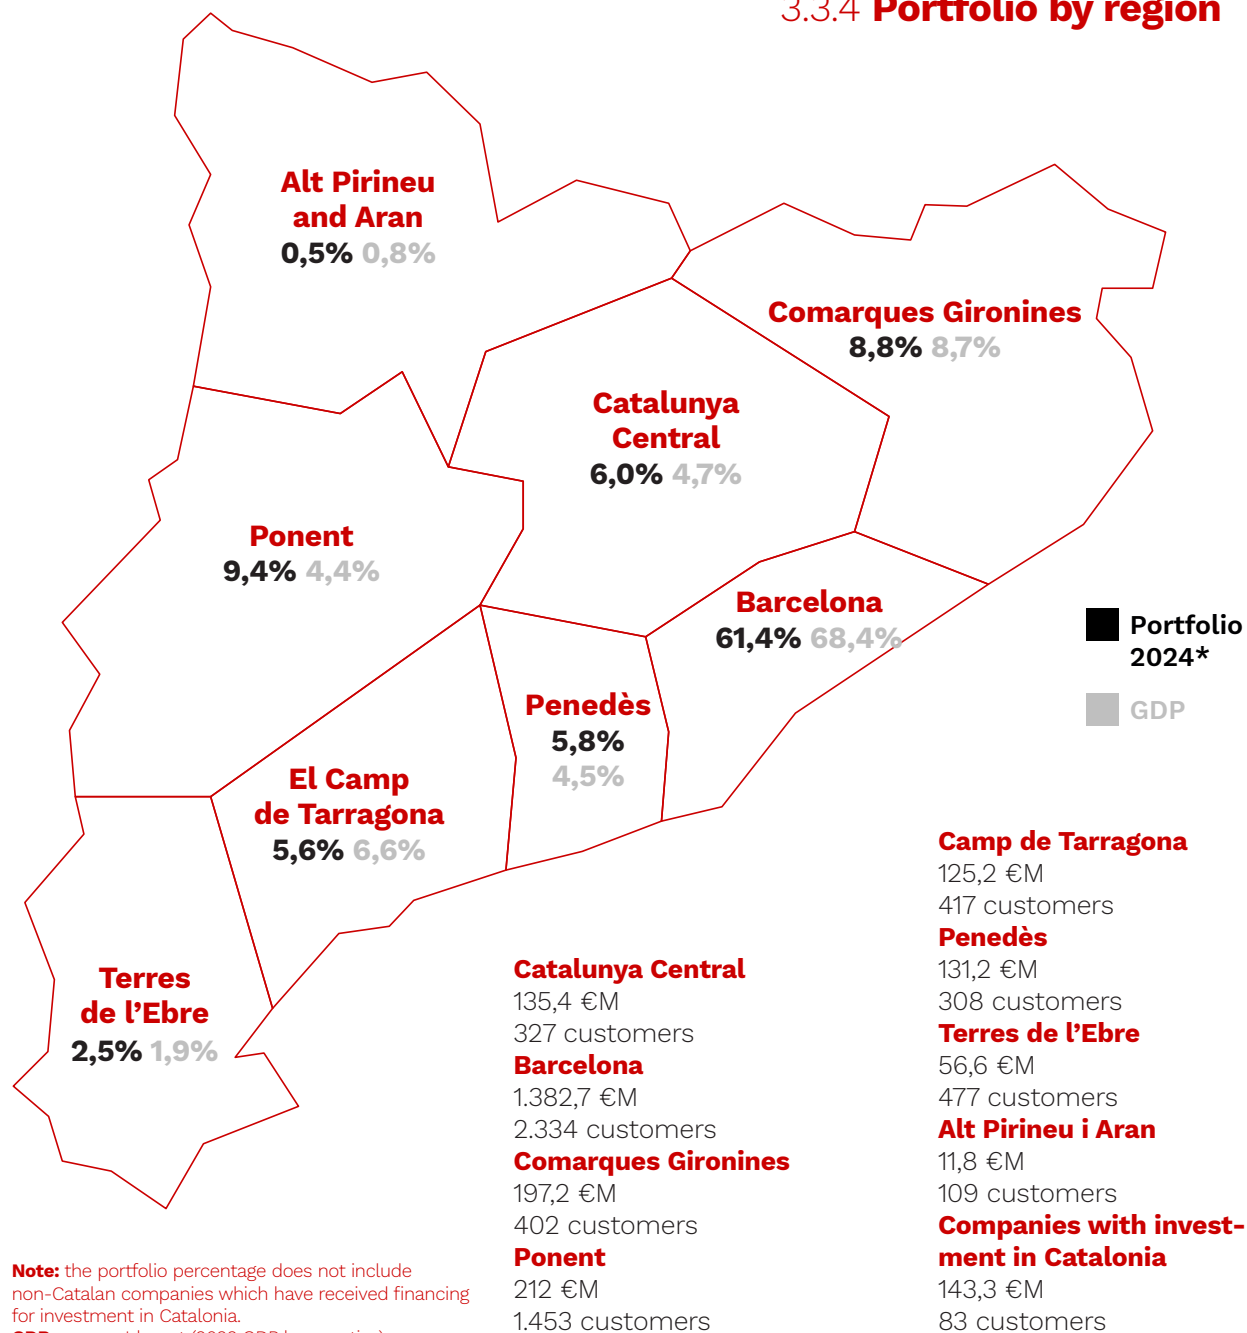 3.3.4 Portfolio by region
Alt Pirineu
and Aran
0,5% 0,8%
Comarques Gironines
8,8% 8,7%
Catalunya
Central
6,0% 4,7%
Ponent
9,4% 4,4%
Barcelona
61,4% 68,4%
Penedès
5,8%
4,5%
El Camp
de Tarragona
5,6% 6,6%
Terres
de l’Ebre
2,5% 1,9%
Portfolio
2024*
GDP
Catalunya Central
135,4 €M
327 customers
Barcelona
1.382,7 €M
2.334 customers
Comarques Gironines
197,2 €M
402 customers
Ponent
212 €M
1.453 customers
Camp de Tarragona
125,2 €M
417 customers
Penedès
131,2 €M
308 customers
Terres de l’Ebre
56,6 €M
477 customers
Alt Pirineu i Aran
11,8 €M
109 customers
Companies with invest-
ment in Catalonia
143,3 €M
83 customers
Note: the portfolio percentage does not include
non-Catalan companies which have received financing
for investment in Catalonia.